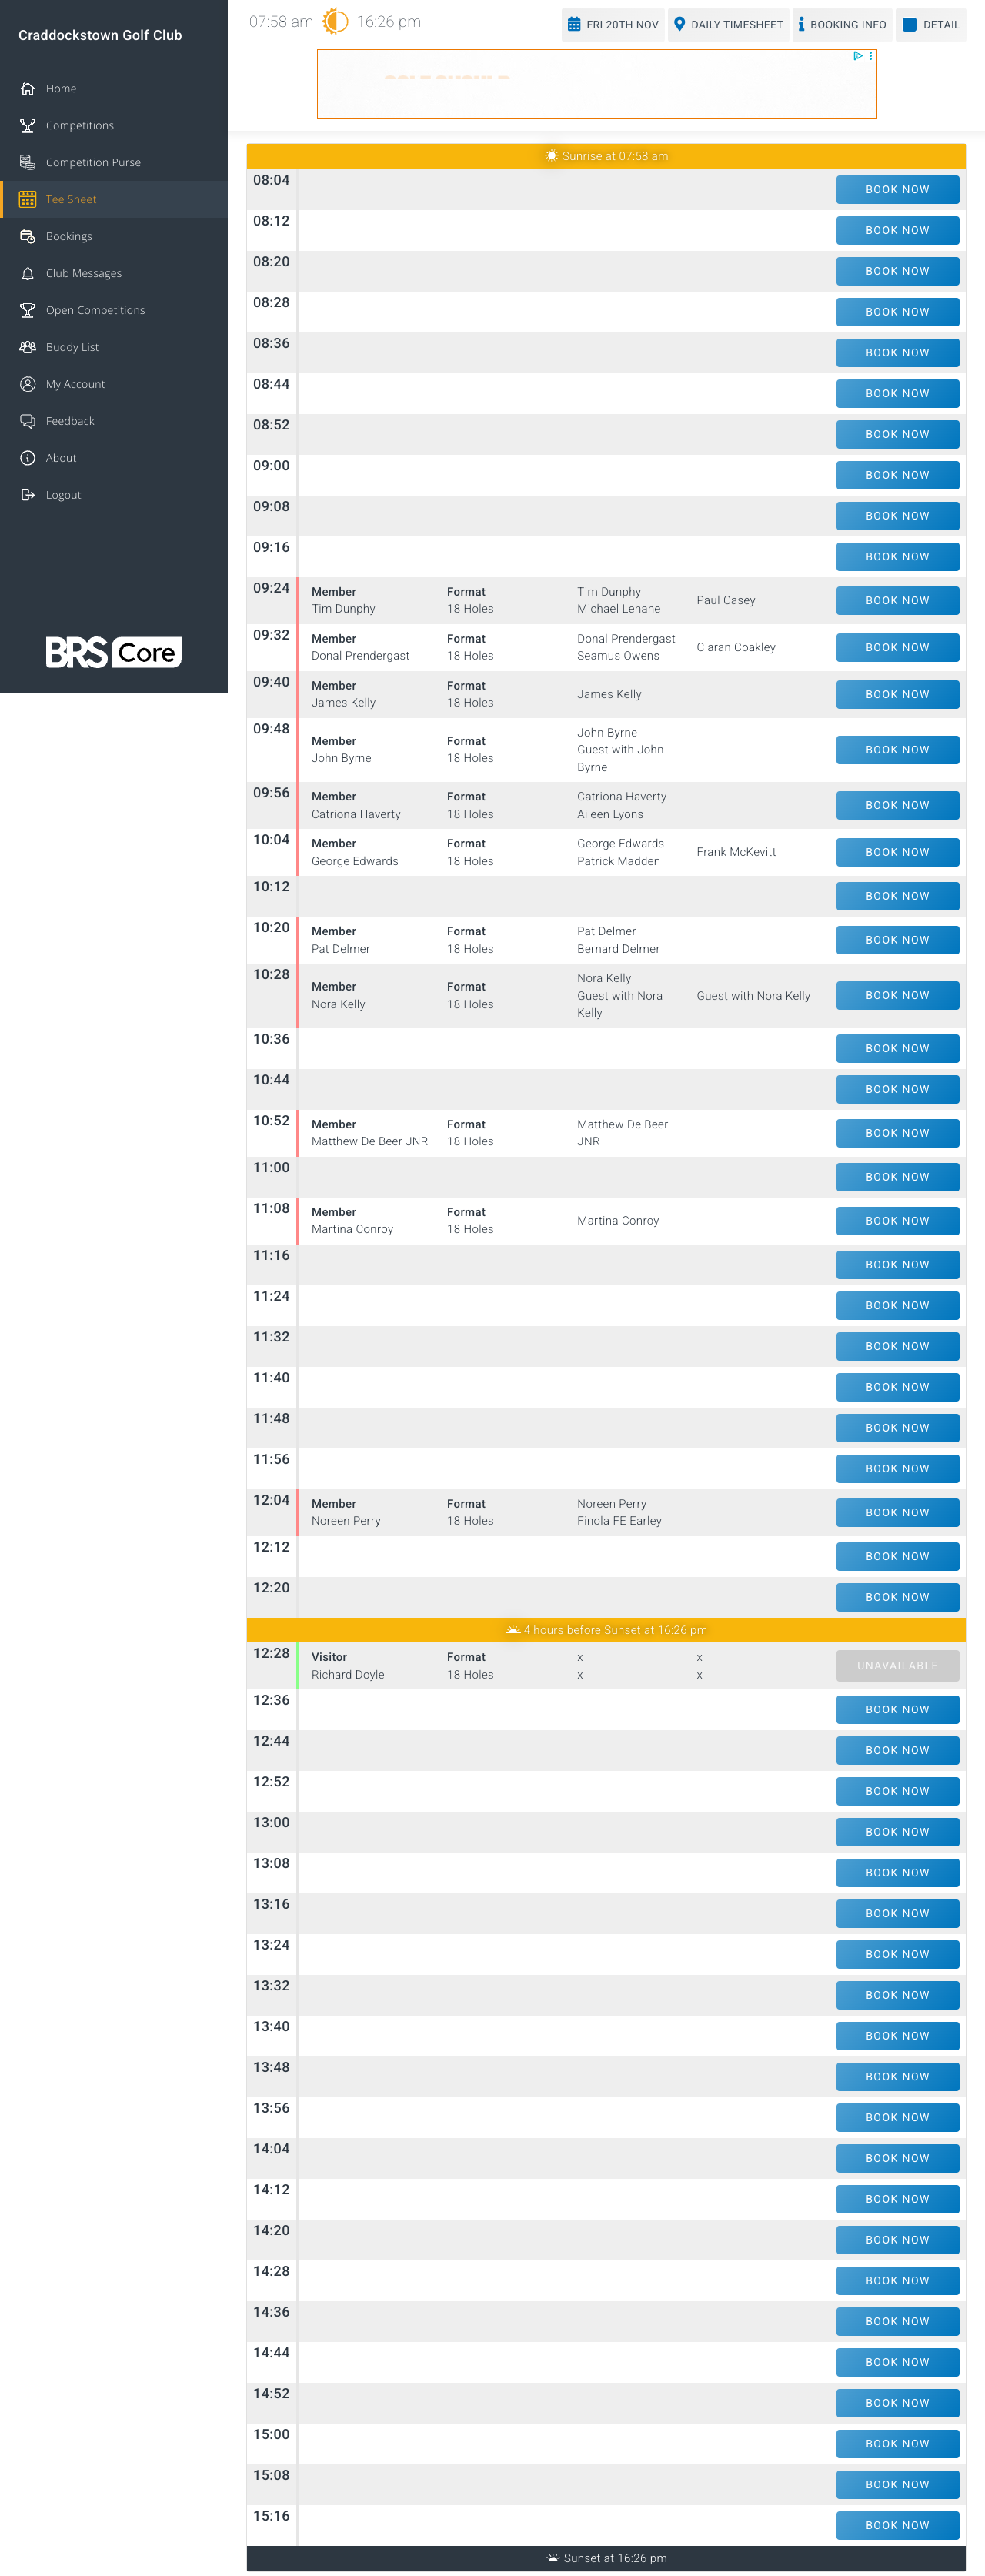 Craddockstown Golf Club
Home
Competitions
Competition Purse
Tee Sheet
Bookings
Club Messages
Open Competitions
Buddy List
My Account
Feedback
About
Logout
BRS Core
07:58 am 16:26 pm
FRI 20TH NOV DAILY TIMESHEET BOOKING INFO DETAIL
Sunrise at 07:58 am
08:04 BOOK NOW
08:12 BOOK NOW
08:20 BOOK NOW
08:28 BOOK NOW
08:36 BOOK NOW
08:44 BOOK NOW
08:52 BOOK NOW
09:00 BOOK NOW
09:08 BOOK NOW
09:16 BOOK NOW
09:24 Member Format Tim Dunphy Paul Casey BOOK NOW
Tim Dunphy 18 Holes Michael Lehane
09:32 Member Format Donal Prendergast Ciaran Coakley BOOK NOW
Donal Prendergast 18 Holes Seamus Owens
09:40 Member Format James Kelly BOOK NOW
James Kelly 18 Holes
09:48 Member Format John Byrne BOOK NOW
John Byrne 18 Holes Guest with John
Byrne
09:56 Member Format Catriona Haverty BOOK NOW
Catriona Haverty 18 Holes Aileen Lyons
10:04 Member Format George Edwards Frank McKevitt BOOK NOW
George Edwards 18 Holes Patrick Madden
10:12 BOOK NOW
10:20 Member Format Pat Delmer BOOK NOW
Pat Delmer 18 Holes Bernard Delmer
10:28 Member Format Nora Kelly Guest with Nora Kelly BOOK NOW
Nora Kelly 18 Holes Guest with Nora
Kelly
10:36 BOOK NOW
10:44 BOOK NOW
10:52 Member Format Matthew De Beer BOOK NOW
Matthew De Beer JNR 18 Holes JNR
11:00 BOOK NOW
11:08 Member Format Martina Conroy BOOK NOW
Martina Conroy 18 Holes
11:16 BOOK NOW
11:24 BOOK NOW
11:32 BOOK NOW
11:40 BOOK NOW
11:48 BOOK NOW
11:56 BOOK NOW
12:04 Member Format Noreen Perry BOOK NOW
Noreen Perry 18 Holes Finola FE Earley
12:12 BOOK NOW
12:20 BOOK NOW
4 hours before Sunset at 16:26 pm
12:28 Visitor Format x x UNAVAILABLE
Richard Doyle 18 Holes x x
12:36 BOOK NOW
12:44 BOOK NOW
12:52 BOOK NOW
13:00 BOOK NOW
13:08 BOOK NOW
13:16 BOOK NOW
13:24 BOOK NOW
13:32 BOOK NOW
13:40 BOOK NOW
13:48 BOOK NOW
13:56 BOOK NOW
14:04 BOOK NOW
14:12 BOOK NOW
14:20 BOOK NOW
14:28 BOOK NOW
14:36 BOOK NOW
14:44 BOOK NOW
14:52 BOOK NOW
15:00 BOOK NOW
15:08 BOOK NOW
15:16 BOOK NOW
Sunset at 16:26 pm